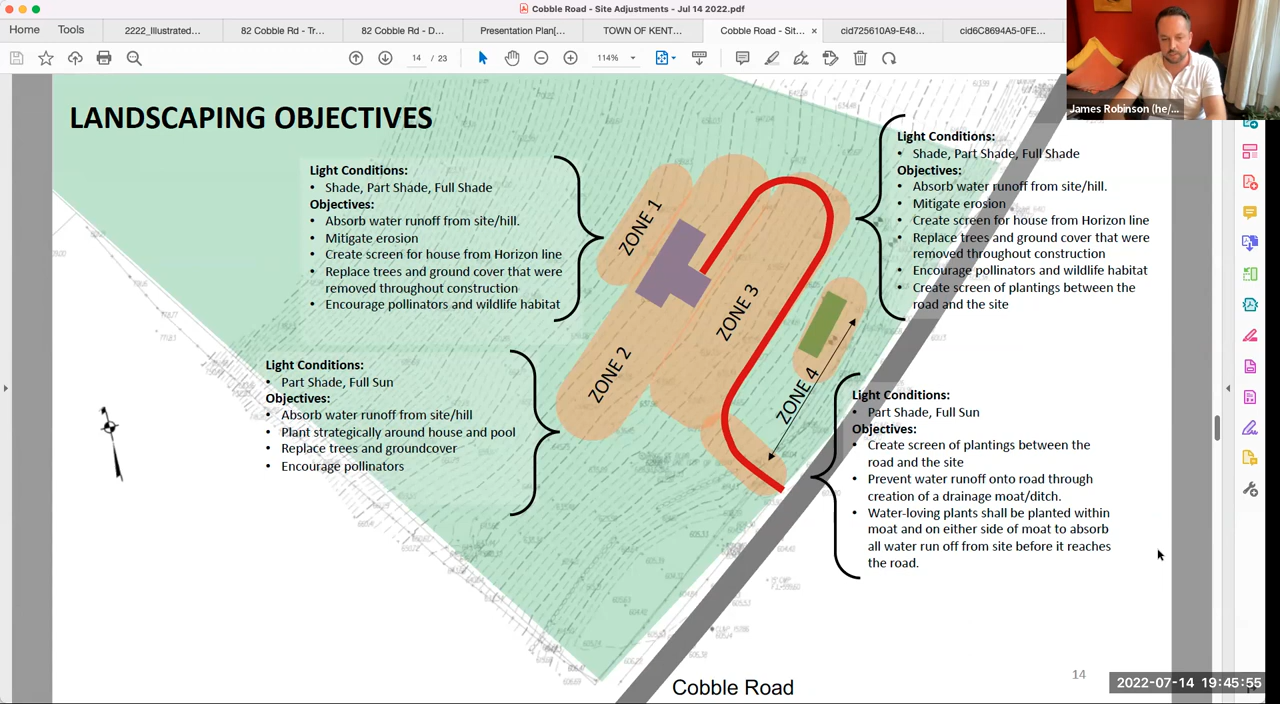 Cobble Road - Site Adjustments - Jul 14 2022.pdf
Home
Tools
2222_Illustrated...
82 Cobble Rd - Tr...
82 Cobble Rd - D...
Presentation Plan[...
TOWN OF KENT...
Cobble Road - Sit... ×
cid725610A9-E48...
cid6C8694A5-0FE...
14 / 23
114%
James Robinson (he/...
LANDSCAPING OBJECTIVES
Light Conditions:
• Shade, Part Shade, Full Shade
Objectives:
• Absorb water runoff from site/hill.
• Mitigate erosion
• Create screen for house from Horizon line
• Replace trees and ground cover that were
removed throughout construction
• Encourage pollinators and wildlife habitat
Light Conditions:
• Shade, Part Shade, Full Shade
Objectives:
• Absorb water runoff from site/hill.
• Mitigate erosion
• Create screen for house from Horizon line
• Replace trees and ground cover that were
removed throughout construction
• Encourage pollinators and wildlife habitat
• Create screen of plantings between the
road and the site
ZONE 1
ZONE 2
ZONE 3
ZONE 4
Light Conditions:
• Part Shade, Full Sun
Objectives:
• Absorb water runoff from site/hill
• Plant strategically around house and pool
• Replace trees and groundcover
• Encourage pollinators
Light Conditions:
• Part Shade, Full Sun
Objectives:
• Create screen of plantings between the
road and the site
• Prevent water runoff onto road through
creation of a drainage moat/ditch.
• Water-loving plants shall be planted within
moat and on either side of moat to absorb
all water run off from site before it reaches
the road.
Cobble Road
14
2022-07-14 19:45:55